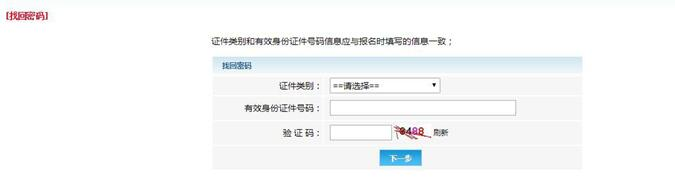 [找回密码]
证件类别和有效身份证件号码信息应与报名时填写的信息一致；
找回密码
证件类别： ==请选择==
有效身份证件号码：
验 证 码： 8488 刷新
下一步